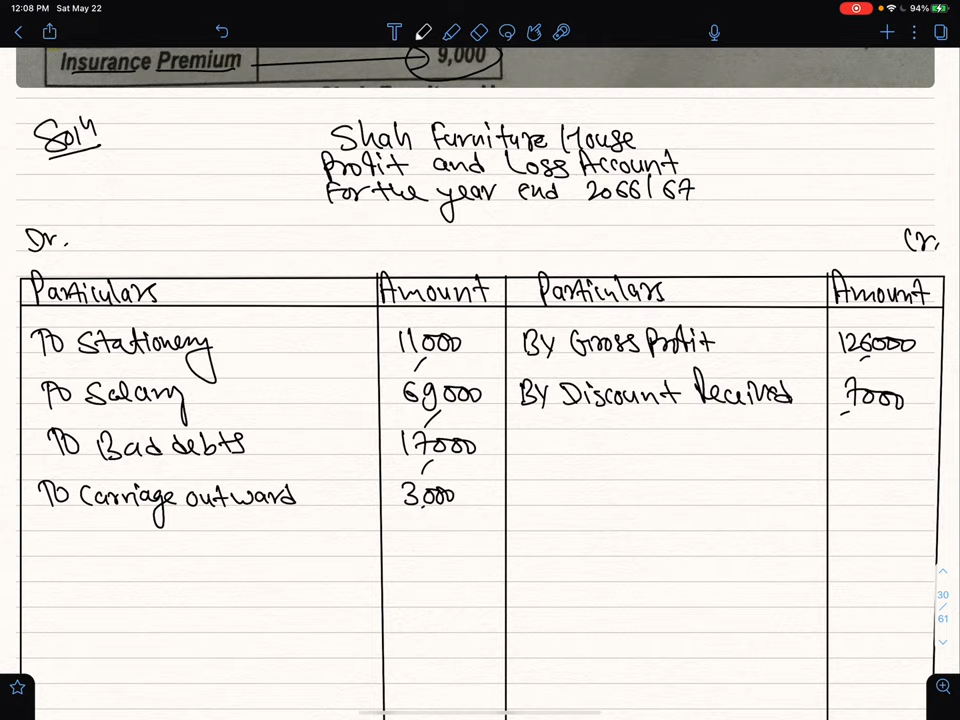 12:08 PM Sat May 22
94%
Insurance Premium 9,000
Soln
Shah Furniture House
Profit and Loss Account
For the year end 2066/67
Dr. Cr.
Particulars Amount Particulars Amount
To Stationery 11000 By Gross Profit 126000
To Salary 69000 By Discount Received 7000
To Bad debts 17000
To Carriage outward 3,000
30
/
61